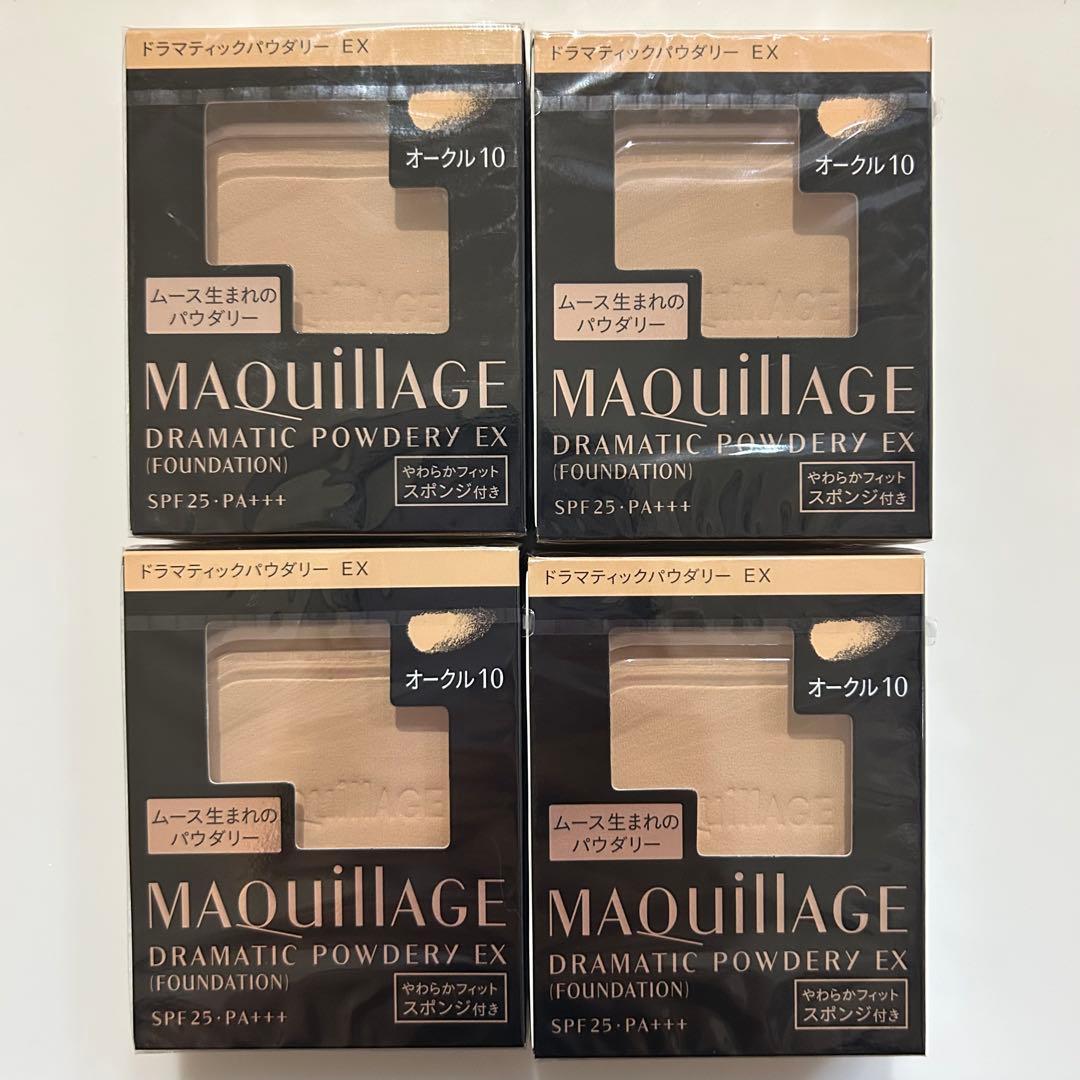 ドラマティックパウダリー EX
オークル10
ムース生まれの
パウダリー
uillAGE
MAQuillAGE
DRAMATIC POWDERY EX
(FOUNDATION)
SPF25・PA+++
やわらかフィット
スポンジ付き
ドラマティックパウダリー EX
オークル10
ムース生まれの
パウダリー
QuillAGE
MAQuillAGE
DRAMATIC POWDERY EX
(FOUNDATION)
SPF25・PA+++
やわらかフィット
スポンジ付き
ドラマティックパウダリー EX
オークル10
ムース生まれの
パウダリー
QuillAGE
MAQuillAGE
DRAMATIC POWDERY EX
(FOUNDATION)
SPF25・PA+++
やわらかフィット
スポンジ付き
ドラマティックパウダリー EX
オークル10
ムース生まれの
パウダリー
QuillAGE
MAQuillAGE
DRAMATIC POWDERY EX
(FOUNDATION)
SPF25・PA+++
やわらかフィット
スポンジ付き